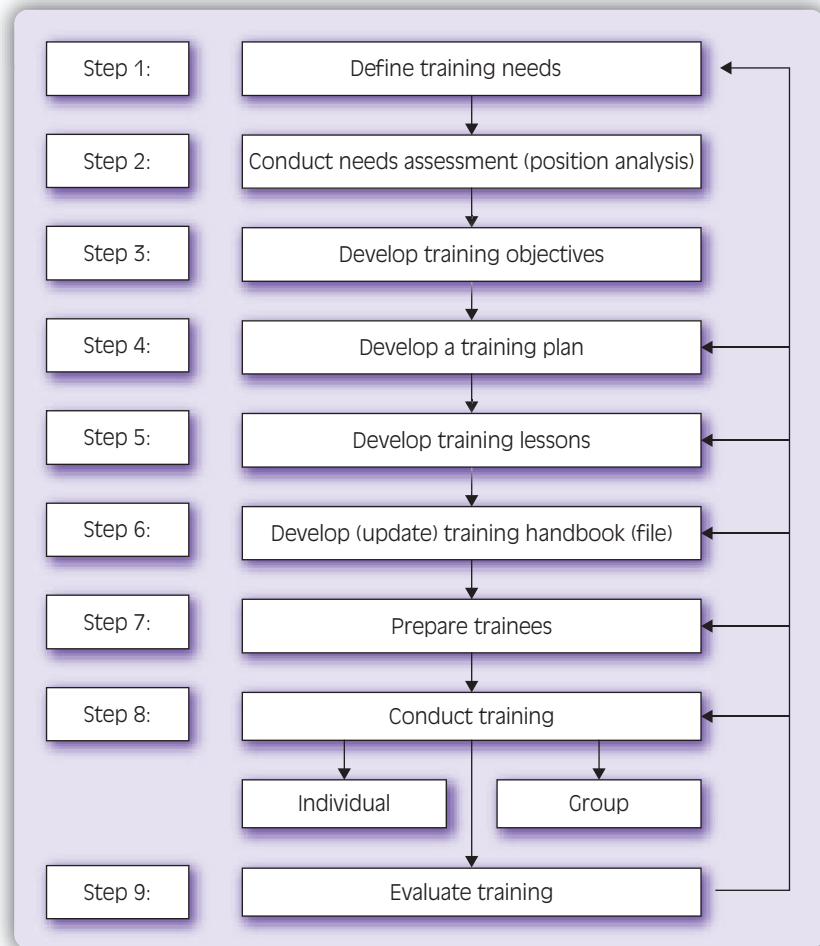 Step 1:
Define training needs
Step 2:
Conduct needs assessment (position analysis)
Step 3:
Develop training objectives
Step 4:
Develop a training plan
Step 5:
Develop training lessons
Step 6:
Develop (update) training handbook (file)
Step 7:
Prepare trainees
Step 8:
Conduct training
Individual
Group
Step 9:
Evaluate training